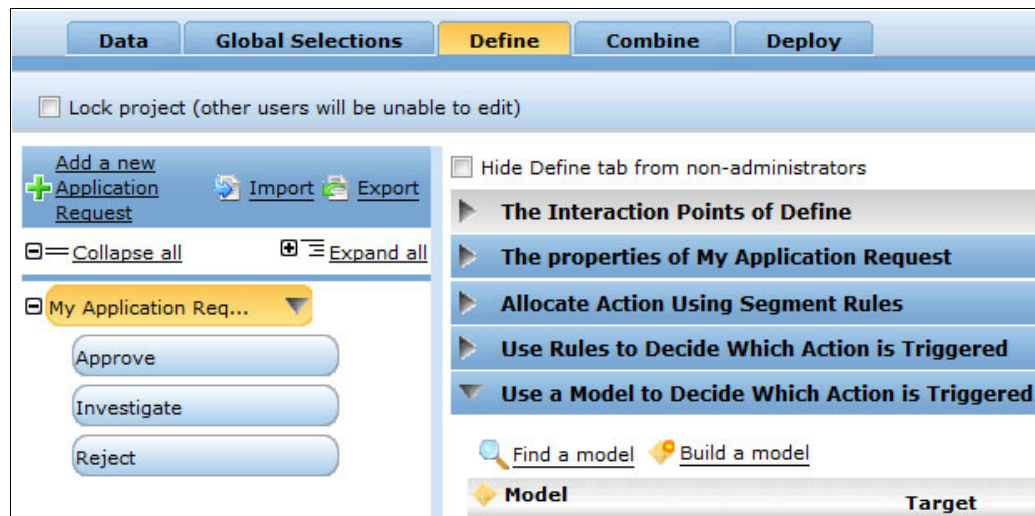 Data Global Selections Define Combine Deploy
Lock project (other users will be unable to edit)
Add a new
Application
Request
Import Export
Collapse all Expand all
My Application Req...
Approve
Investigate
Reject
Hide Define tab from non-administrators
The Interaction Points of Define
The properties of My Application Request
Allocate Action Using Segment Rules
Use Rules to Decide Which Action is Triggered
Use a Model to Decide Which Action is Triggered
Find a model Build a model
Model Target